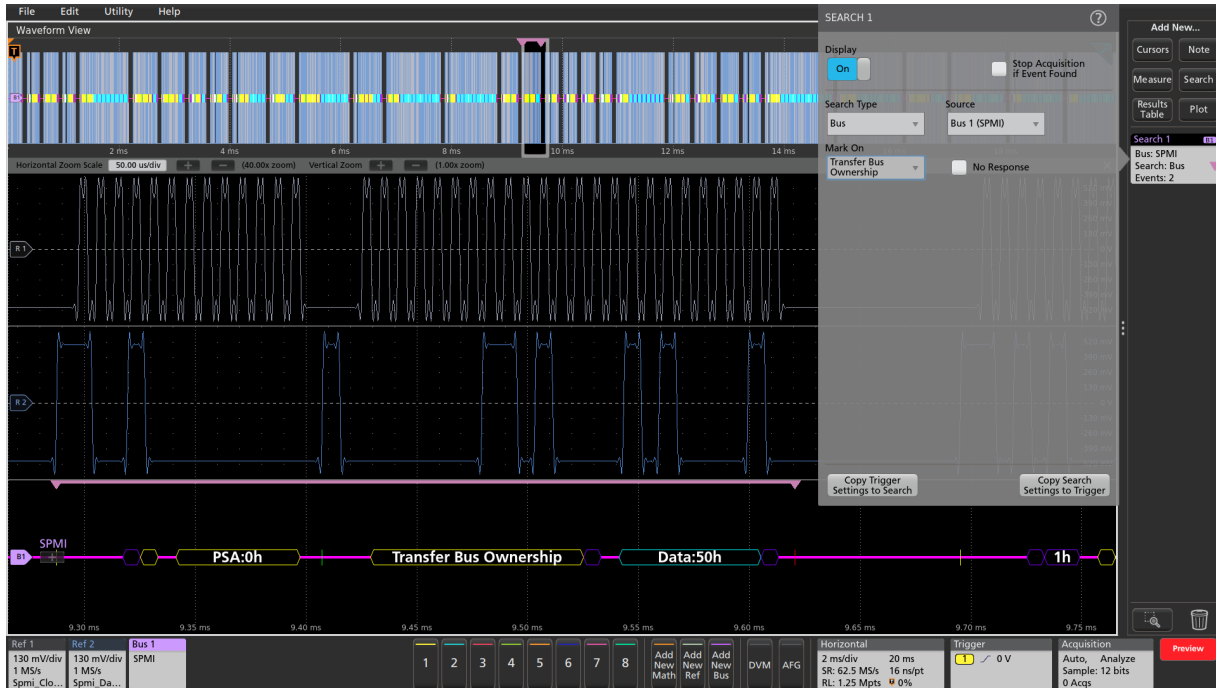 File Edit Utility Help
Waveform View
SEARCH 1
?
Display
On
Stop Acquisition
if Event Found
Search Type
Source
Bus
Bus 1 (SPMI)
Mark On
Transfer Bus
Ownership
No Response
Copy Trigger
Settings to Search
Copy Search
Settings to Trigger
Add New...
Cursors Note
Measure Search
Results
Table
Plot
Search 1 B1
Bus: SPMI
Search: Bus
Events: 2
T
2 ms 4 ms 6 ms 8 ms 10 ms 12 ms 14 ms
Horizontal Zoom Scale 50.00 us/div + − (40.00x zoom) Vertical Zoom + − (1.00x zoom)
R 1
0 V
R 2
0 V
SPMI
B1
PSA:0h Transfer Bus Ownership Data:50h 1h
9.30 ms 9.35 ms 9.40 ms 9.45 ms 9.50 ms 9.55 ms 9.60 ms 9.65 ms 9.70 ms 9.75 ms
Ref 1
130 mV/div
1 MS/s
Spmi_Clo...
Ref 2
130 mV/div
1 MS/s
Spmi_Da...
Bus 1
SPMI
1 2 3 4 5 6 7 8
Add
New
Math
Add
New
Ref
Add
New
Bus
DVM
AFG
Horizontal
2 ms/div 20 ms
SR: 62.5 MS/s 16 ns/pt
RL: 1.25 Mpts 0%
Trigger
1 0 V
Acquisition
Auto, Analyze
Sample: 12 bits
0 Acqs
Preview